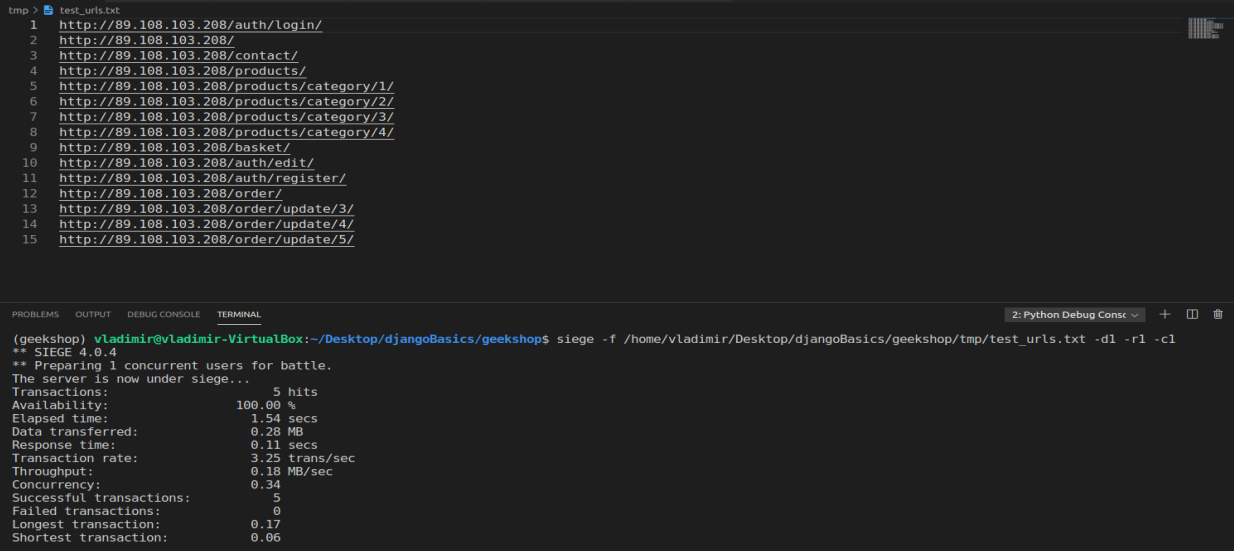 tmp > test_urls.txt
1 http://89.108.103.208/auth/login/
2 http://89.108.103.208/
3 http://89.108.103.208/contact/
4 http://89.108.103.208/products/
5 http://89.108.103.208/products/category/1/
6 http://89.108.103.208/products/category/2/
7 http://89.108.103.208/products/category/3/
8 http://89.108.103.208/products/category/4/
9 http://89.108.103.208/basket/
10 http://89.108.103.208/auth/edit/
11 http://89.108.103.208/auth/register/
12 http://89.108.103.208/order/
13 http://89.108.103.208/order/update/3/
14 http://89.108.103.208/order/update/4/
15 http://89.108.103.208/order/update/5/
PROBLEMS OUTPUT DEBUG CONSOLE TERMINAL 2: Python Debug Consc
(geekshop) vladimir@vladimir-VirtualBox:~/Desktop/djangoBasics/geekshop$ siege -f /home/vladimir/Desktop/djangoBasics/geekshop/tmp/test_urls.txt -d1 -r1 -c1
** SIEGE 4.0.4
** Preparing 1 concurrent users for battle.
The server is now under siege...
Transactions: 5 hits
Availability: 100.00 %
Elapsed time: 1.54 secs
Data transferred: 0.28 MB
Response time: 0.11 secs
Transaction rate: 3.25 trans/sec
Throughput: 0.18 MB/sec
Concurrency: 0.34
Successful transactions: 5
Failed transactions: 0
Longest transaction: 0.17
Shortest transaction: 0.06